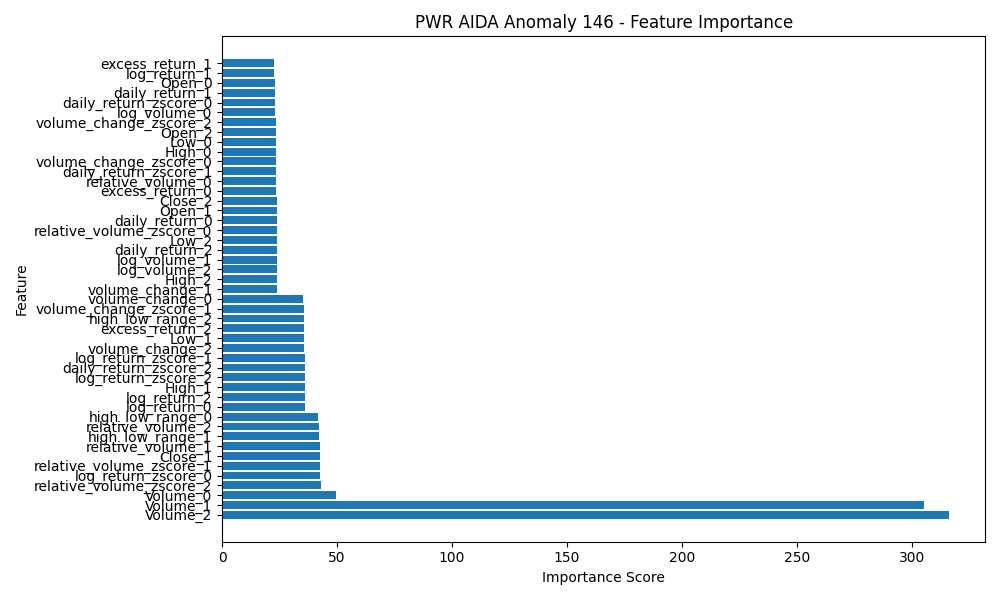 PWR AIDA Anomaly 146 - Feature Importance
excess_return_1
log_return_1
Open_0
daily_return_1
daily_return_zscore_0
log_volume_0
volume_change_zscore_2
Open_2
Low_0
High_0
volume_change_zscore_0
daily_return_zscore_1
relative_volume_0
excess_return_0
Close_2
Open_1
daily_return_0
relative_volume_zscore_0
Low_2
daily_return_2
log_volume_1
log_volume_2
High_2
volume_change_1
volume_change_0
volume_change_zscore_1
high_low_range_2
excess_return_2
Low_1
volume_change_2
log_return_zscore_1
daily_return_zscore_2
log_return_zscore_2
High_1
log_return_2
log_return_0
high_low_range_0
relative_volume_2
high_low_range_1
relative_volume_1
Close_1
relative_volume_zscore_1
log_return_zscore_0
relative_volume_zscore_2
Volume_0
Volume_1
Volume_2
Feature
0 50 100 150 200 250 300
Importance Score